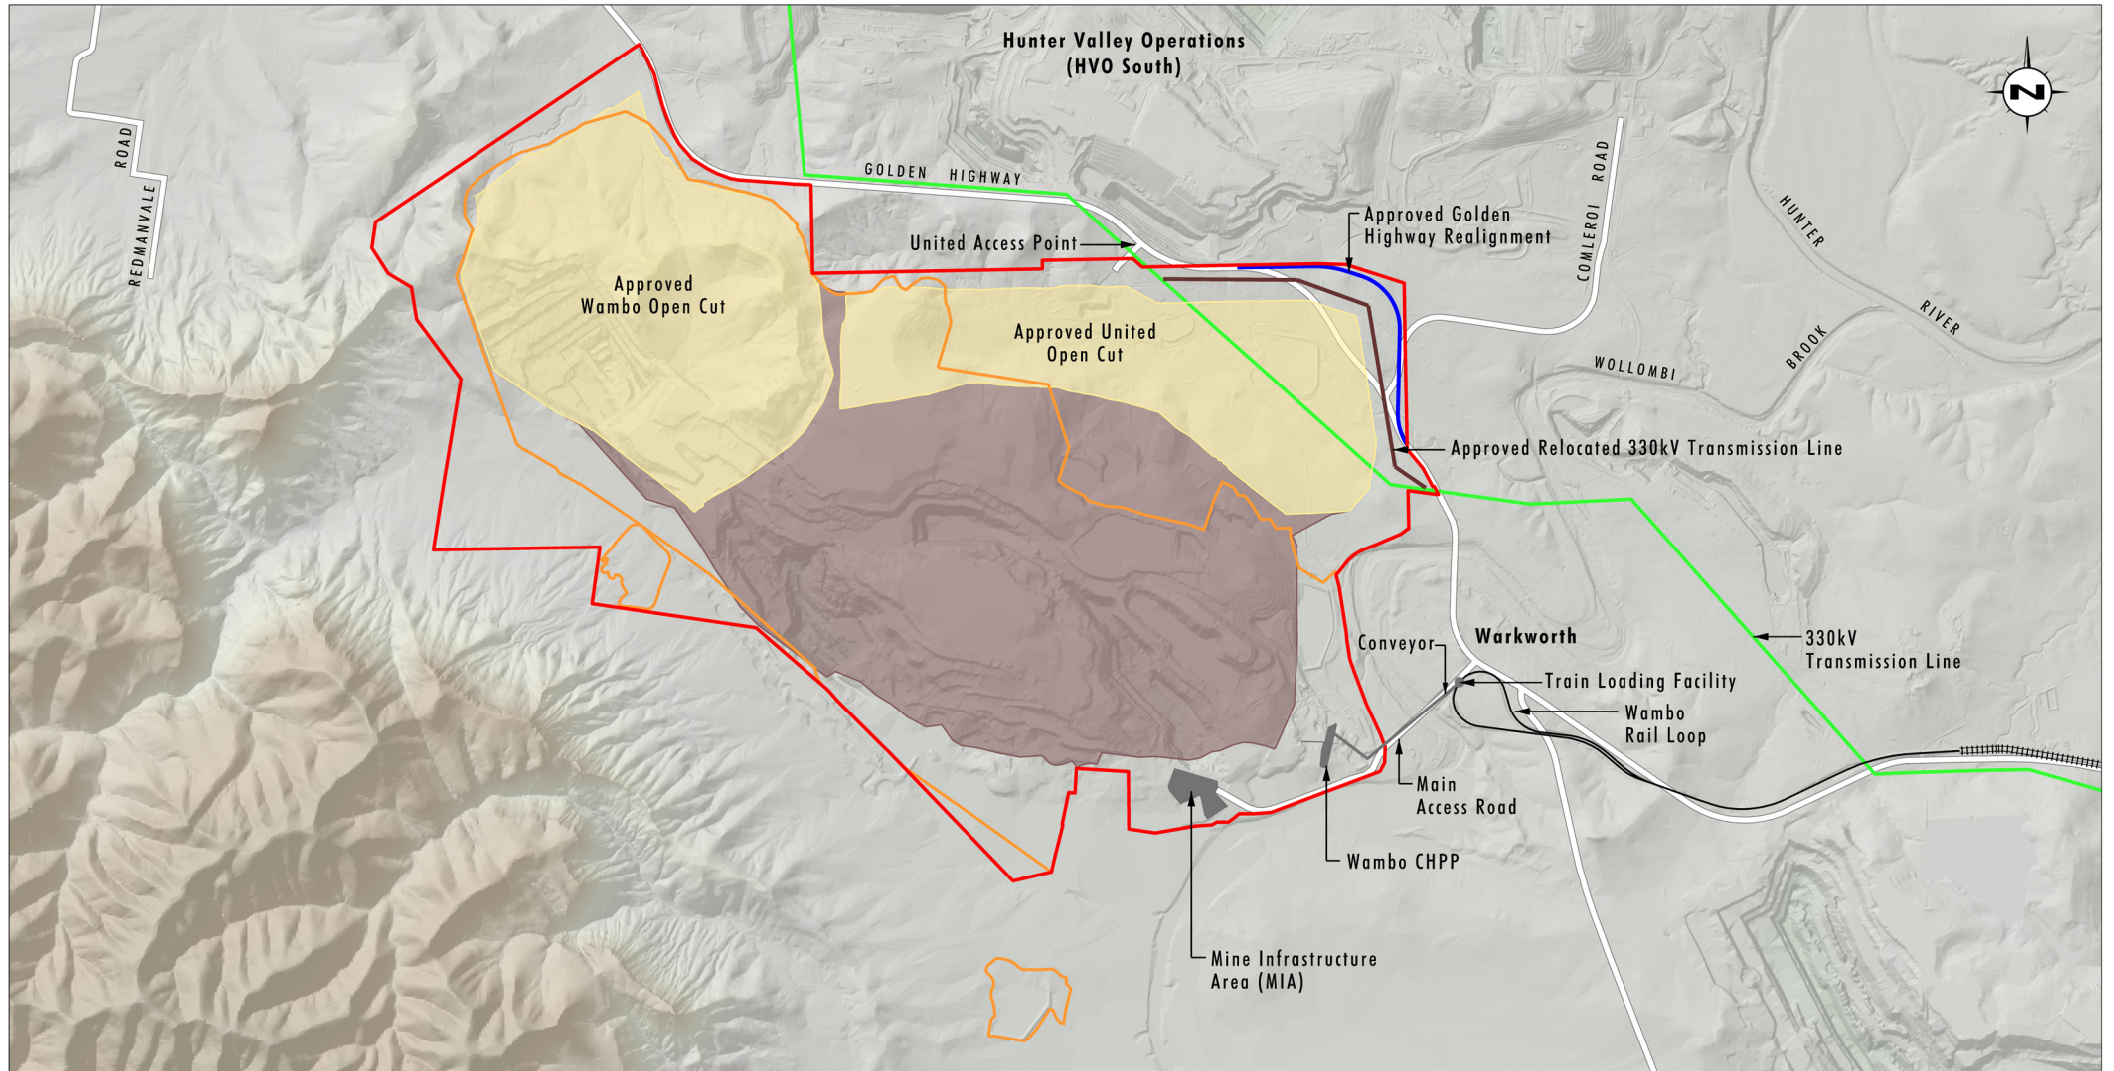 Hunter Valley Operations
(HVO South)
N
ROAD
REDMANVALE
GOLDEN HIGHWAY
COMLEROI ROAD
HUNTER
RIVER
United Access Point
Approved Golden
Highway Realignment
Approved
Wambo Open Cut
Approved United
Open Cut
WOLLOMBI
BROOK
Approved Relocated 330kV Transmission Line
Conveyor
Warkworth
330kV
Transmission Line
Train Loading Facility
Wambo
Rail Loop
Main
Access Road
Wambo CHPP
Mine Infrastructure
Area (MIA)